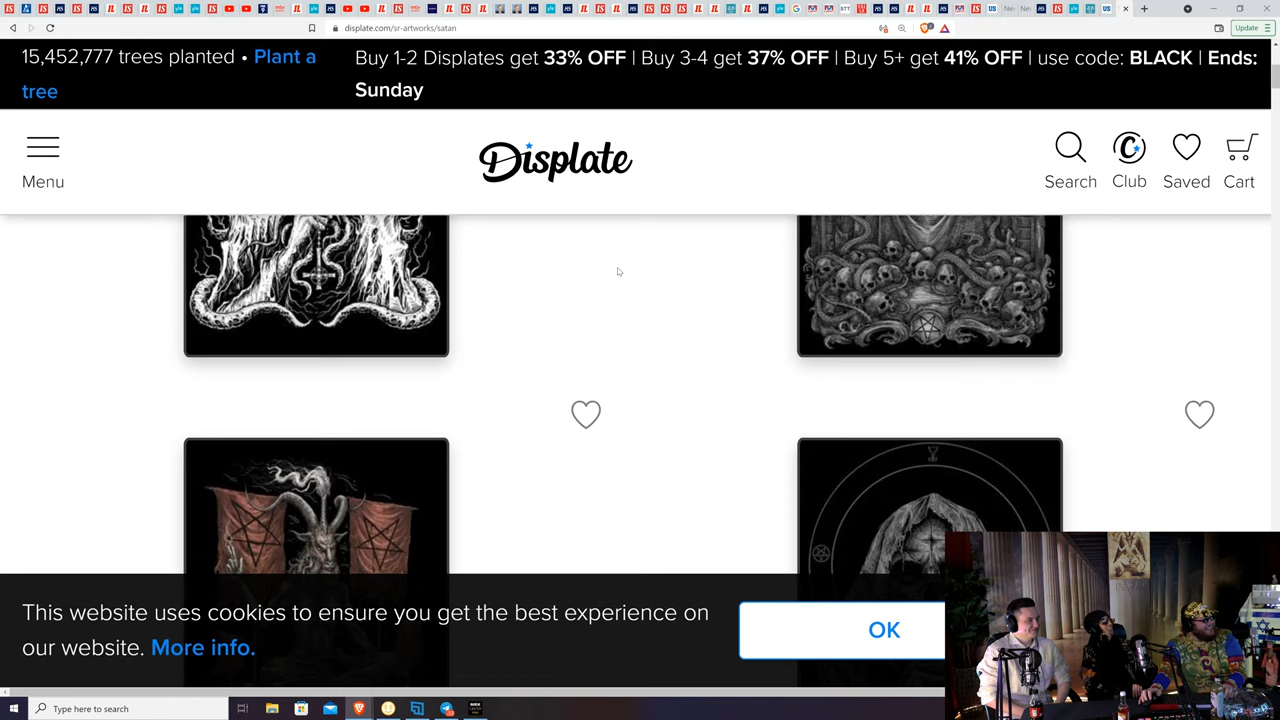 displate.com/sr-artworks/satan
Update
15,452,777 trees planted • Plant a
tree
Buy 1-2 Displates get 33% OFF | Buy 3-4 get 37% OFF | Buy 5+ get 41% OFF | use code: BLACK | Ends:
Sunday
Menu
Displate
Search
Club
Saved
Cart
This website uses cookies to ensure you get the best experience on
our website. More info.
OK
Type here to search